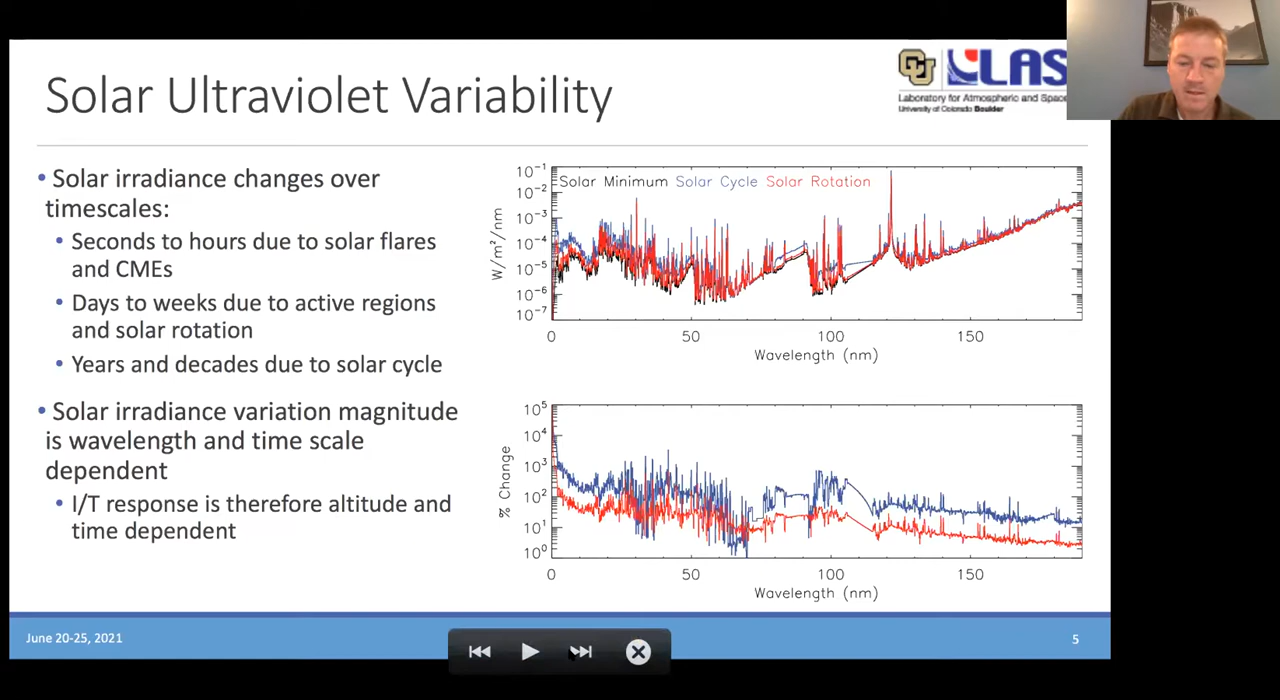 Solar Ultraviolet Variability
CU LAS
Laboratory for Atmospheric and Space
University of Colorado Boulder
• Solar irradiance changes over
timescales:
• Seconds to hours due to solar flares
and CMEs
• Days to weeks due to active regions
and solar rotation
• Years and decades due to solar cycle
• Solar irradiance variation magnitude
is wavelength and time scale
dependent
• I/T response is therefore altitude and
time dependent
Solar Minimum Solar Cycle Solar Rotation
W/m²/nm
10⁻¹
10⁻²
10⁻³
10⁻⁴
10⁻⁵
10⁻⁶
10⁻⁷
0 50 100 150
Wavelength (nm)
% Change
10⁵
10⁴
10³
10²
10¹
10⁰
0 50 100 150
Wavelength (nm)
June 20-25, 2021
5